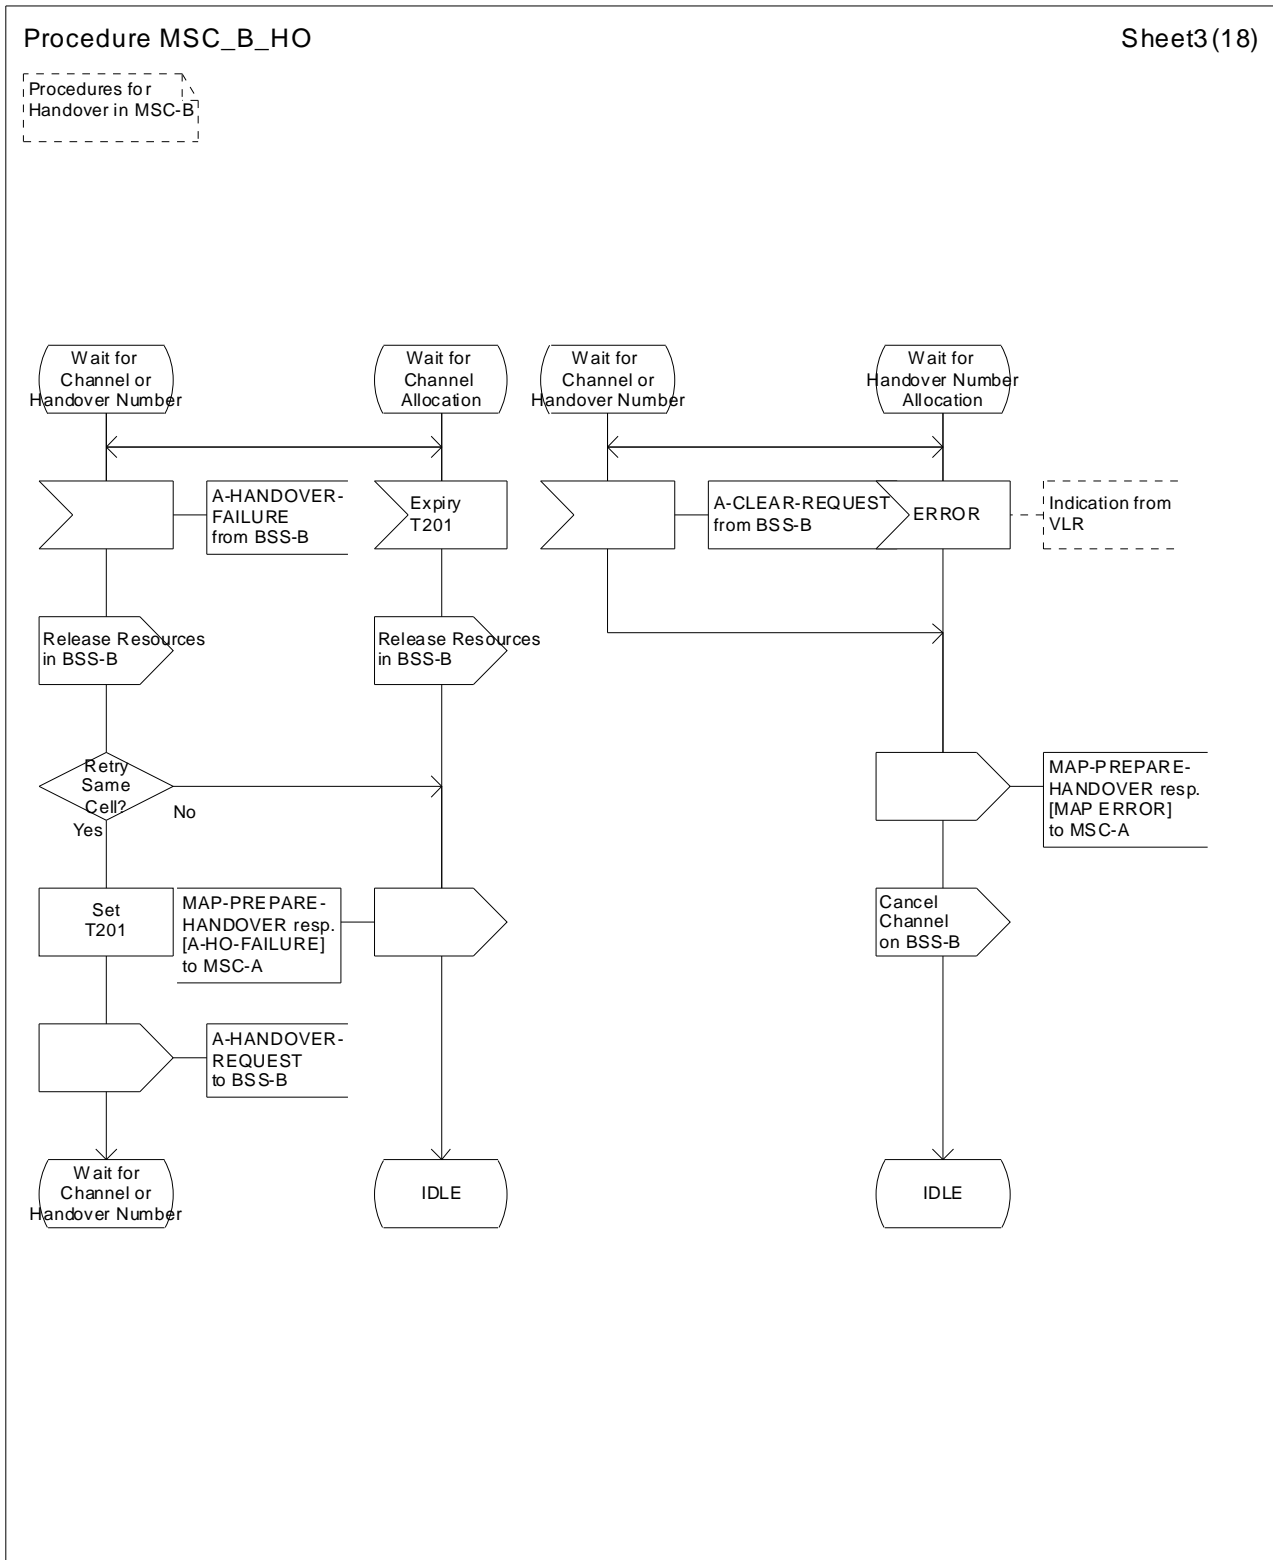 Procedure MSC_B_HO
Sheet3(18)
Procedures for
Handover in MSC-B
Wait for
Channel or
Handover Number
Wait for
Channel
Allocation
Wait for
Channel or
Handover Number
Wait for
Handover Number
Allocation
A-HANDOVER-
FAILURE
from BSS-B
Expiry
T201
A-CLEAR-REQUEST
from BSS-B
ERROR
Indication from
VLR
Release Resources
in BSS-B
Release Resources
in BSS-B
Retry
Same
Cell?
No
Yes
MAP-PREPARE-
HANDOVER resp.
[MAP ERROR]
to MSC-A
Set
T201
MAP-PREPARE-
HANDOVER resp.
[A-HO-FAILURE]
to MSC-A
Cancel
Channel
on BSS-B
A-HANDOVER-
REQUEST
to BSS-B
Wait for
Channel or
Handover Number
IDLE
IDLE